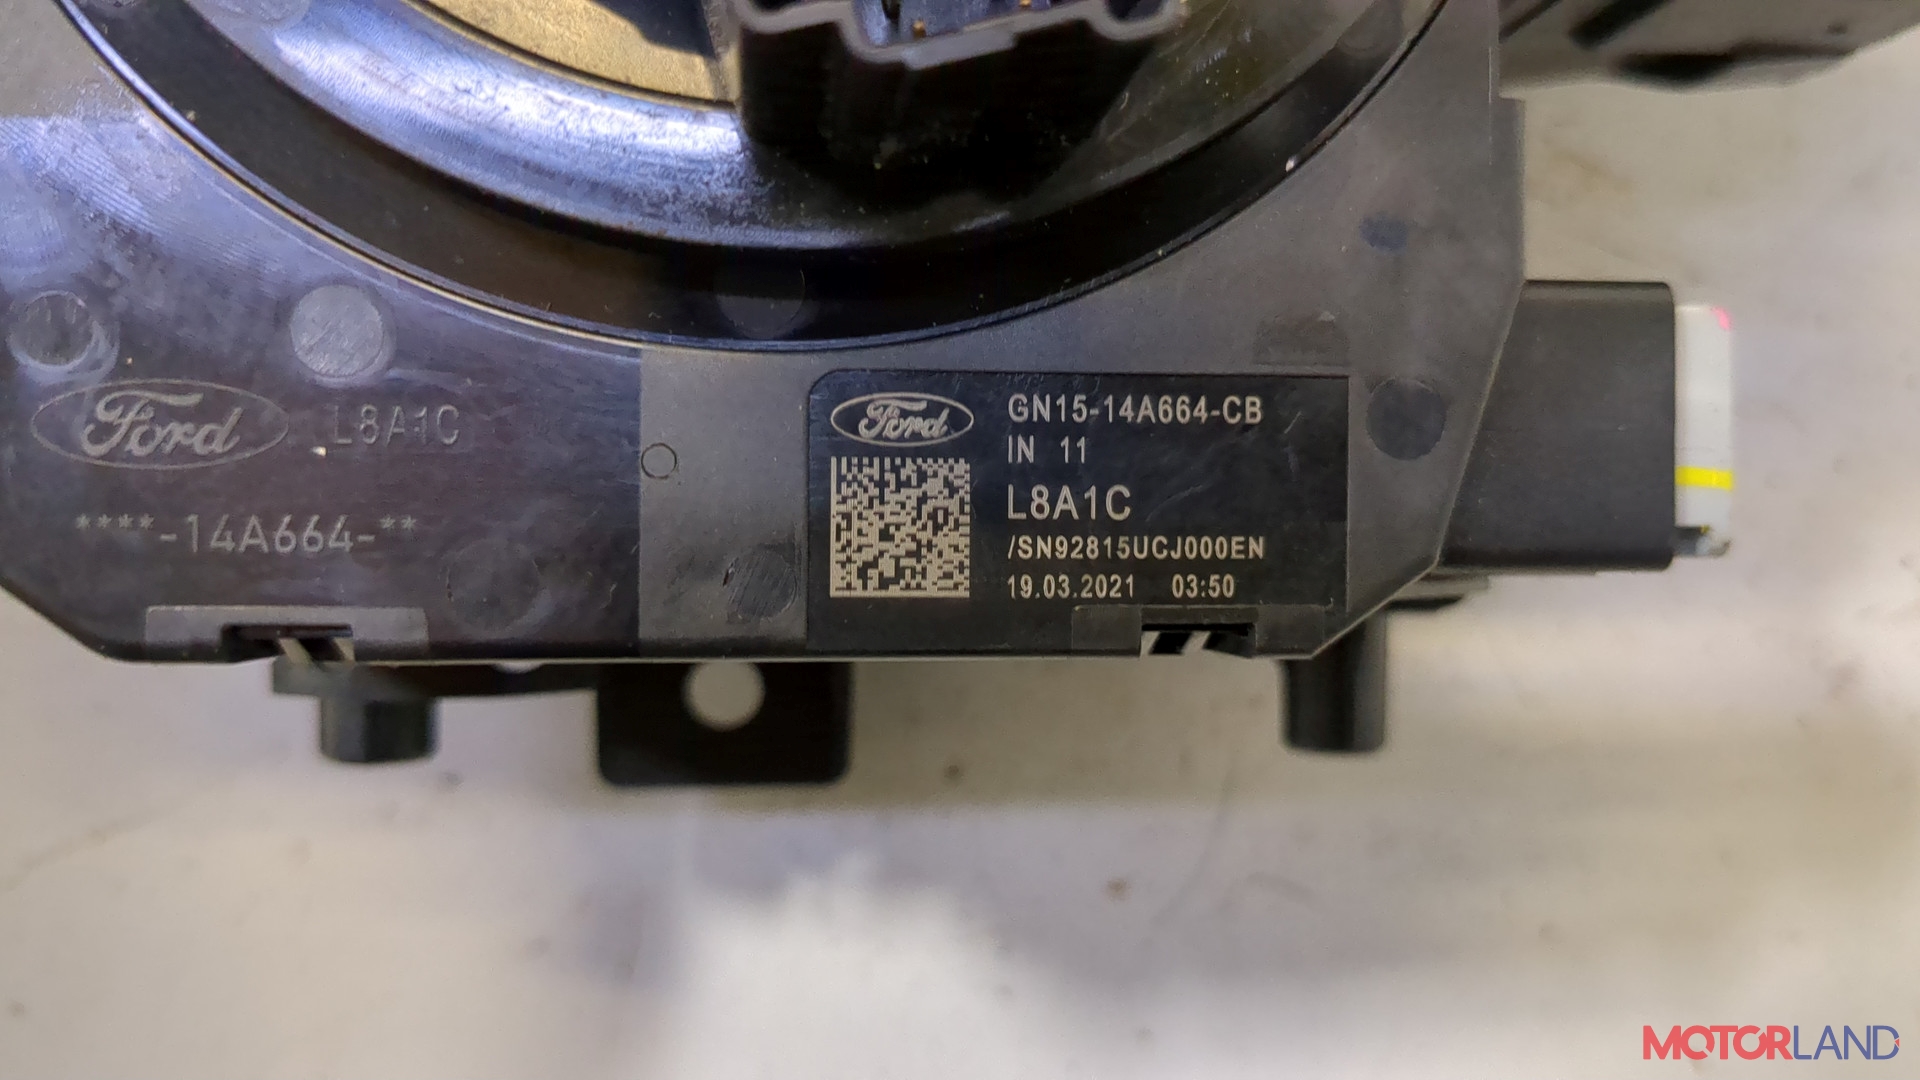 Ford L8A1C
****-14A664-**
Ford
GN15-14A664-CB
IN 11
L8A1C
/SN92815UCJ000EN
19.03.2021 03:50
MOTORLAND